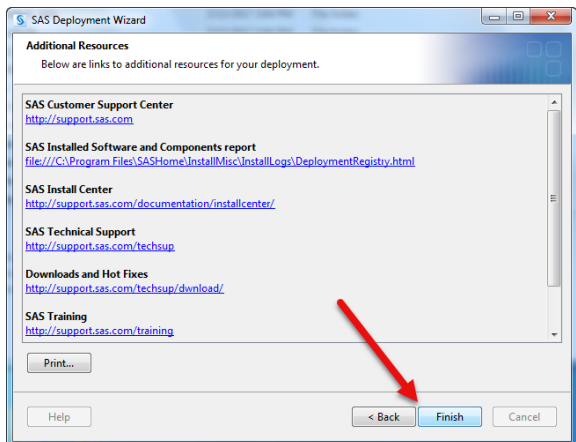 SAS Deployment Wizard
Additional Resources
Below are links to additional resources for your deployment.
SAS Customer Support Center
http://support.sas.com
SAS Installed Software and Components report
file:///C:\Program Files\SASHome\InstallMisc\InstallLogs\DeploymentRegistry.html
SAS Install Center
http://support.sas.com/documentation/installcenter/
SAS Technical Support
http://support.sas.com/techsup
Downloads and Hot Fixes
http://support.sas.com/techsup/dwnload/
SAS Training
http://support.sas.com/training
Print...
Help
< Back
Finish
Cancel